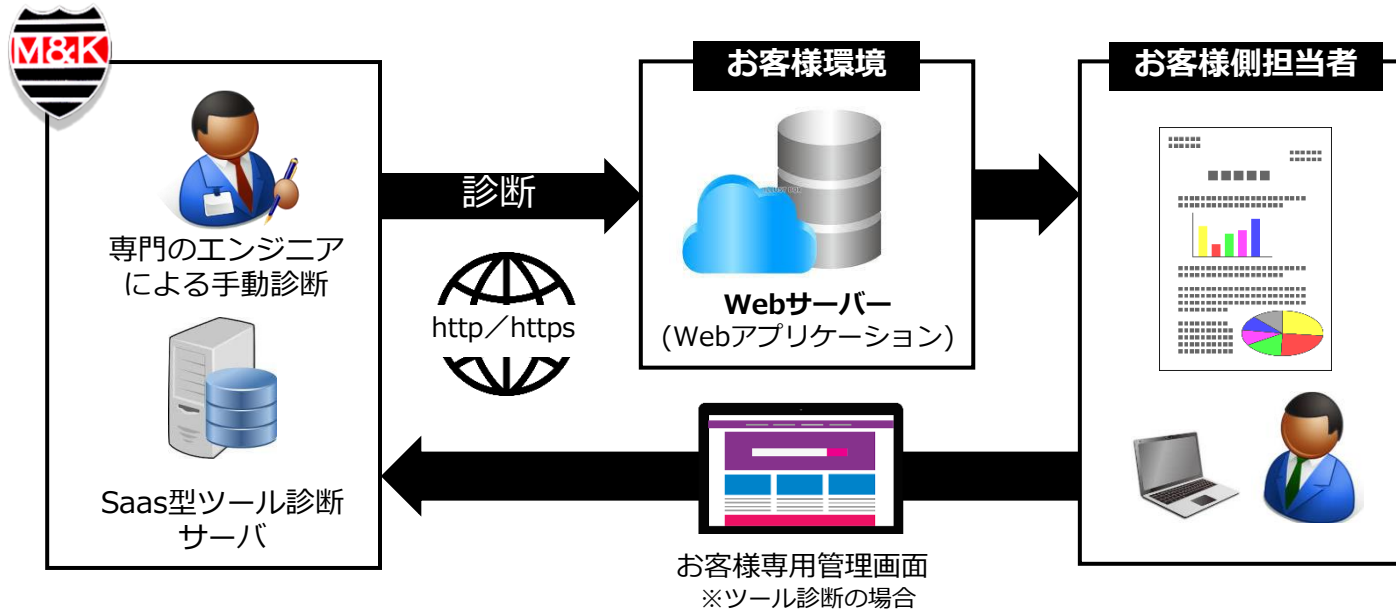 M&K
専門のエンジニア
による手動診断
Saas型ツール診断
サーバ
診断
http／https
お客様環境
Webサーバー
(Webアプリケーション)
お客様専用管理画面
※ツール診断の場合
お客様側担当者